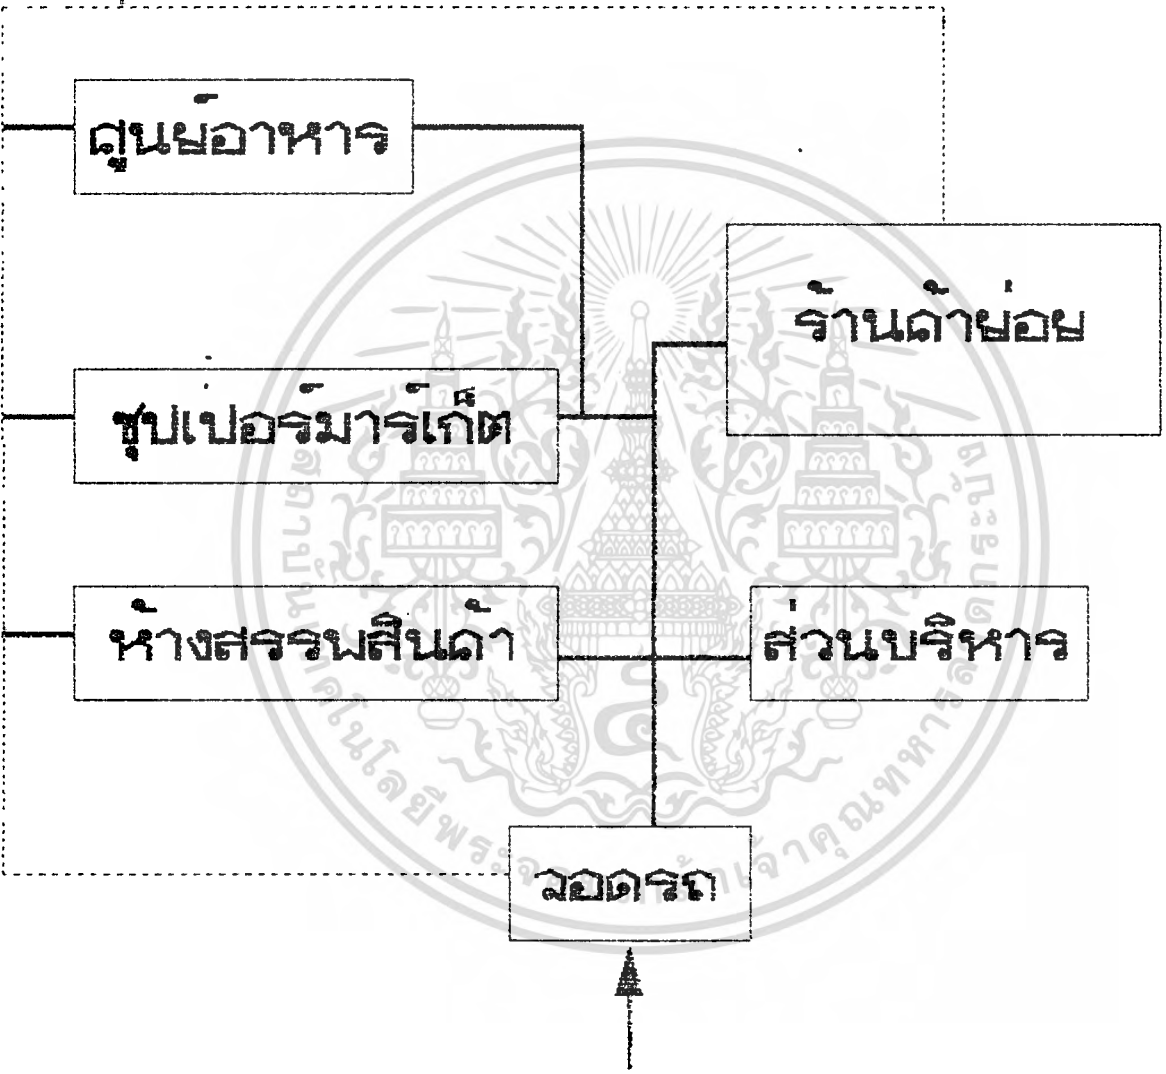 ศูนย์อาหาร
ร้านค้าย่อย
ซุปเปอร์มาร์เก็ต
ห้างสรรพสินค้า
ส่วนบริหาร
จอดรถ